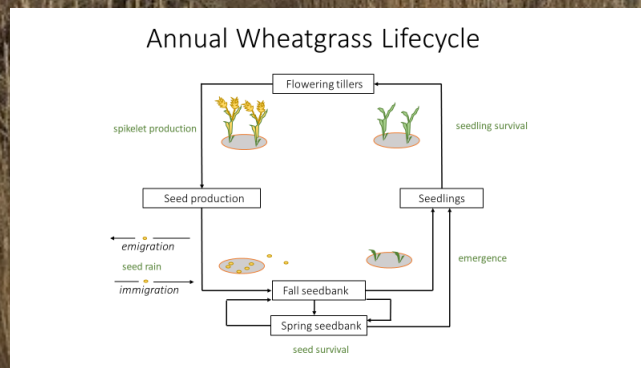 Annual Wheatgrass Lifecycle
Flowering tillers
spikelet production
seedling survival
Seed production
Seedlings
emigration
seed rain
immigration
emergence
Fall seedbank
Spring seedbank
seed survival